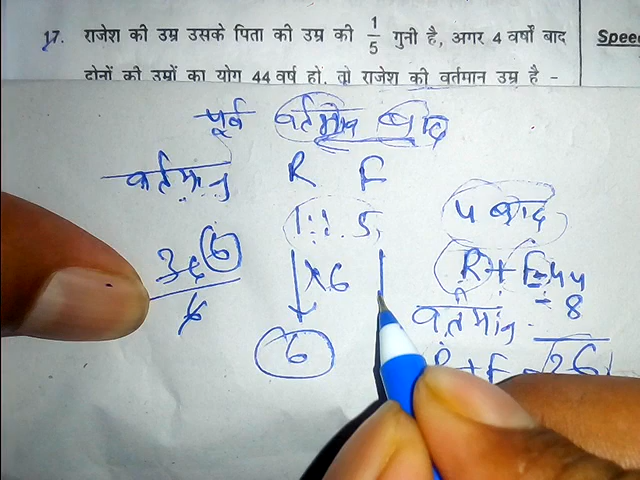 17. राजेश की उम्र उसके पिता की उम्र की 1/5 गुनी है, अगर 4 वर्षों बाद
दोनों की उम्रों का योग 44 वर्ष हो, तो राजेश की वर्तमान उम्र है -
Speed
पूर्व वर्तमान बाद
वर्तमान R F
1 : 5
4 बाद
36 6
6
×6
R + F = 44
- 8
वर्तमान
6
R + F = 36